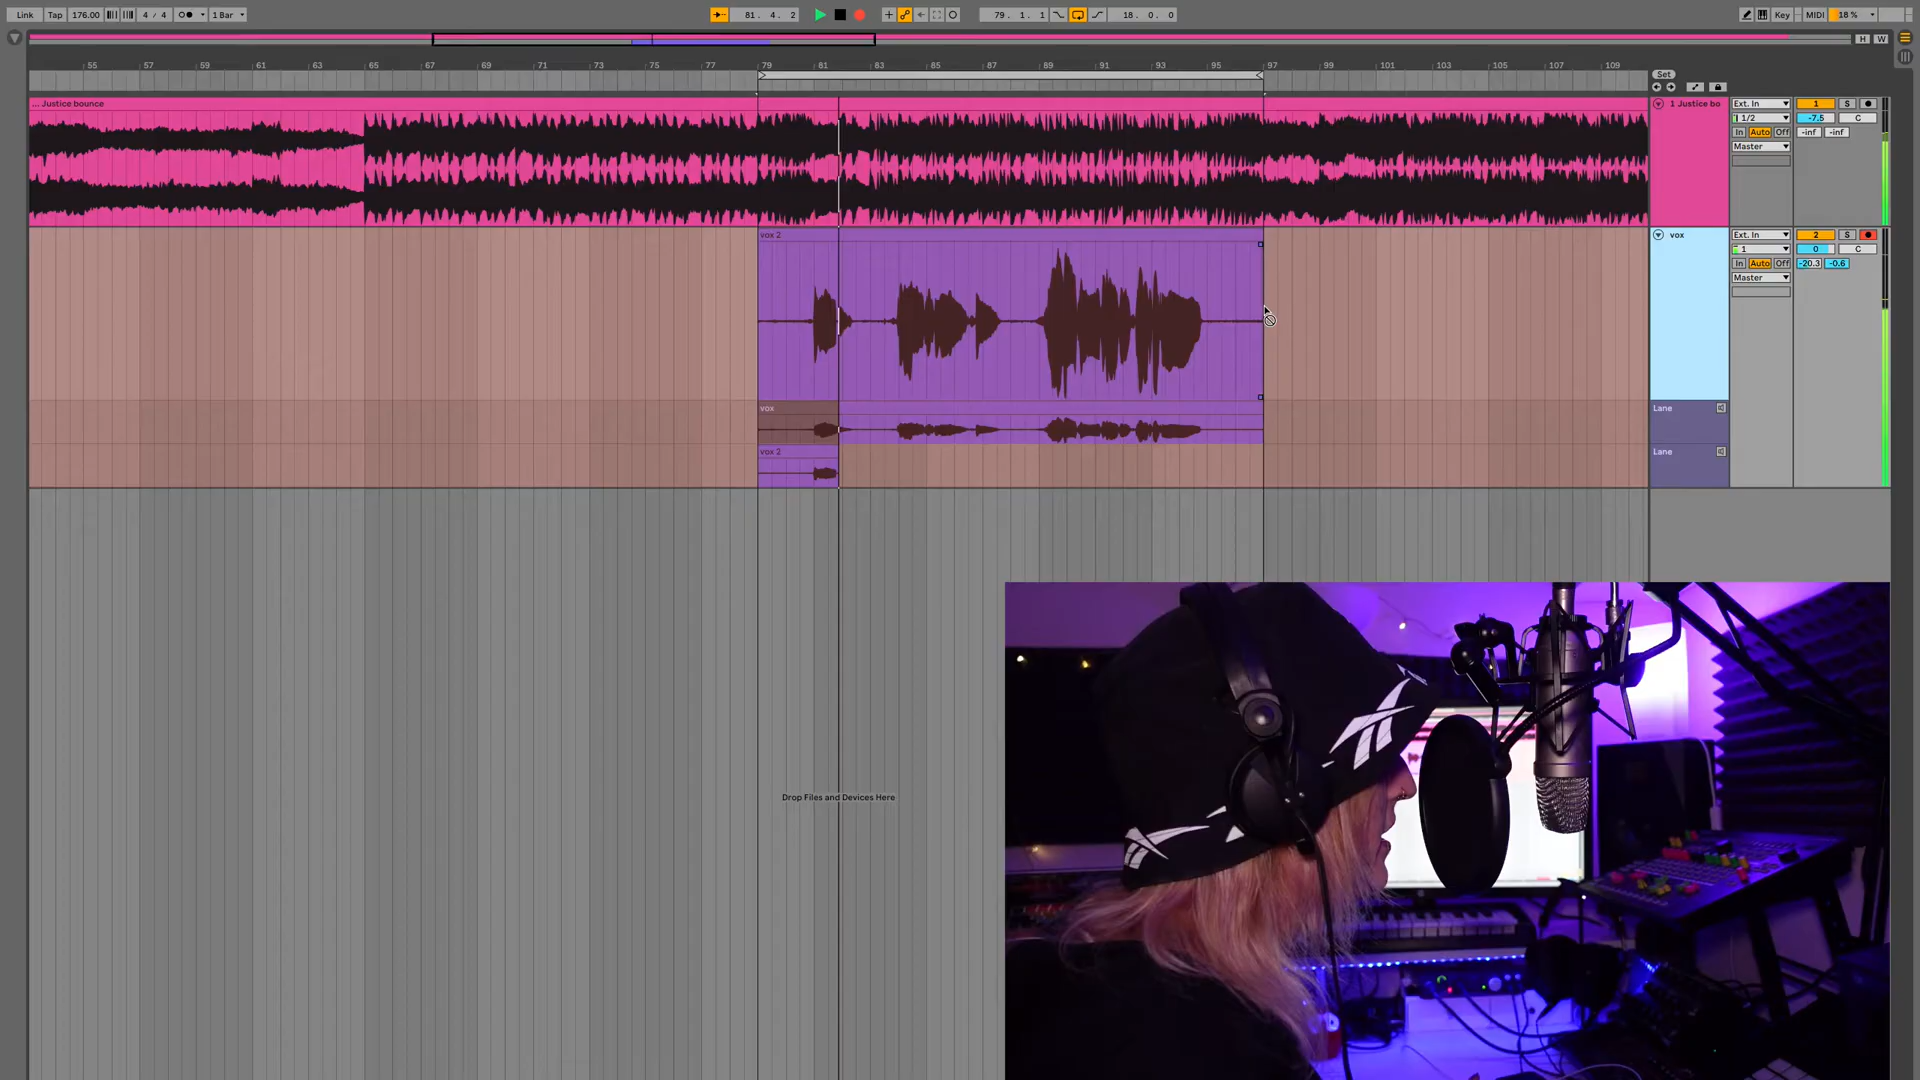 Link Tap 176.00 4 / 4 1 Bar 81. 4. 2 79. 1. 1 18. 0. 0 Key MIDI 18 %
H W
55 57 59 61 63 65 67 69 71 73 75 77 79 81 83 85 87 89 91 93 95 97 99 101 103 105 107 109
Set
... Justice bounce 1 Justice bo Ext. In 1 S
1/2 -7.5 C
In Auto Off -inf -inf
Master
vox 2 vox Ext. In 2 S
1 0 C
In Auto Off -20.3 -0.6
Master
vox Lane
vox 2 Lane
Drop Files and Devices Here